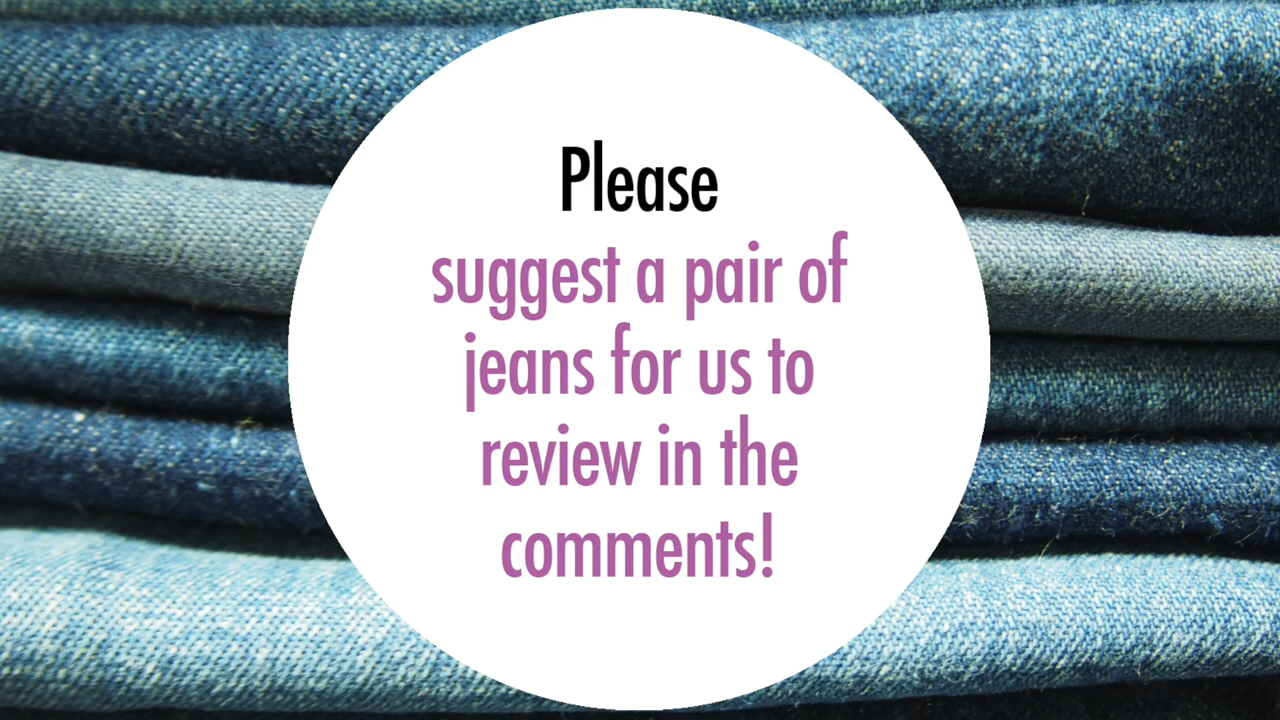 Please
suggest a pair of
jeans for us to
review in the
comments!